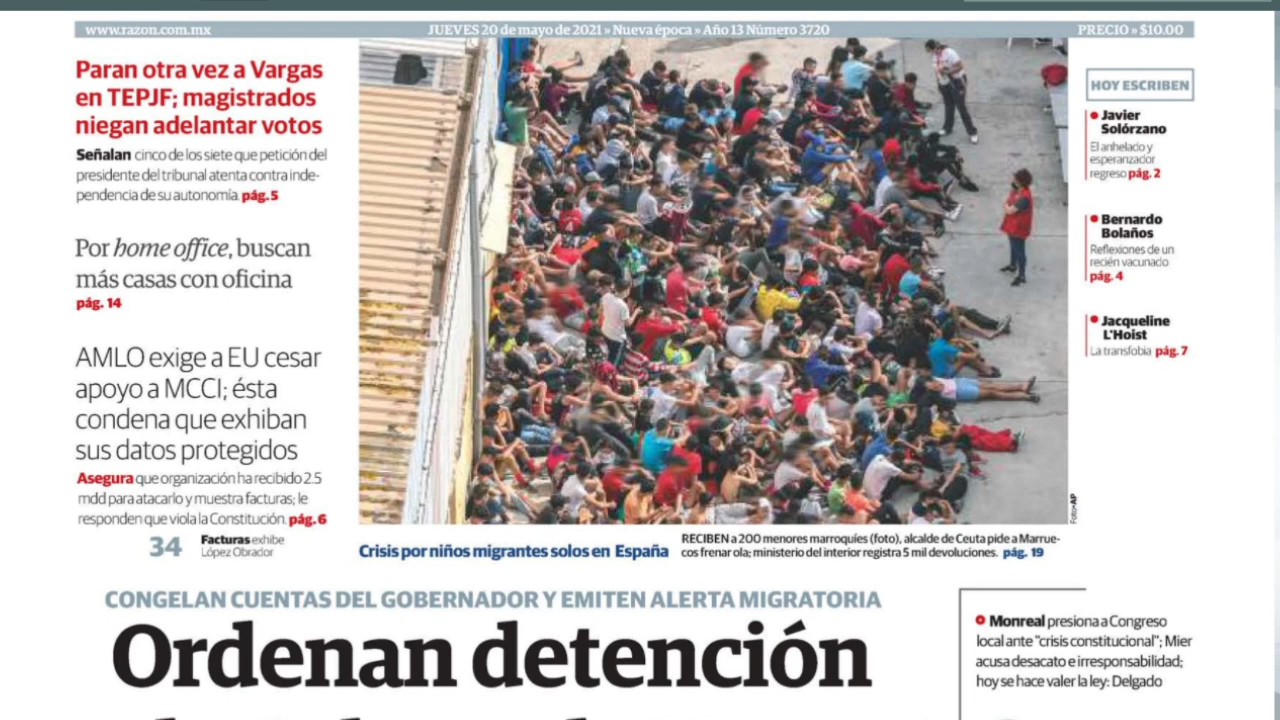 www.razon.com.mx
JUEVES 20 de mayo de 2021 » Nueva época » Año 13 Número 3720
PRECIO » $10.00
Paran otra vez a Vargas
en TEPJF; magistrados
niegan adelantar votos
Señalan cinco de los siete que petición del
presidente del tribunal atenta contra inde-
pendencia de su autonomía. pág. 5
Por home office, buscan
más casas con oficina
pág. 14
AMLO exige a EU cesar
apoyo a MCCI; ésta
condena que exhiban
sus datos protegidos
Asegura que organización ha recibido 2.5
mdd para atacarlo y muestra facturas; le
responden que viola la Constitución. pág. 6
34 Facturas exhibe
López Obrador
Foto•AP
Crisis por niños migrantes solos en España
RECIBEN a 200 menores marroquíes (foto), alcalde de Ceuta pide a Marrue-
cos frenar ola; ministerio del interior registra 5 mil devoluciones. pág. 19
HOY ESCRIBEN
• Javier
Solórzano
El anhelado y
esperanzador
regreso pág. 2
• Bernardo
Bolaños
Reflexiones de un
recién vacunado
pág. 4
• Jacqueline
L'Hoist
La transfobia pág. 7
CONGELAN CUENTAS DEL GOBERNADOR Y EMITEN ALERTA MIGRATORIA
Ordenan detención
Monreal presiona a Congreso
local ante "crisis constitucional"; Mier
acusa desacato e irresponsabilidad;
hoy se hace valer la ley: Delgado